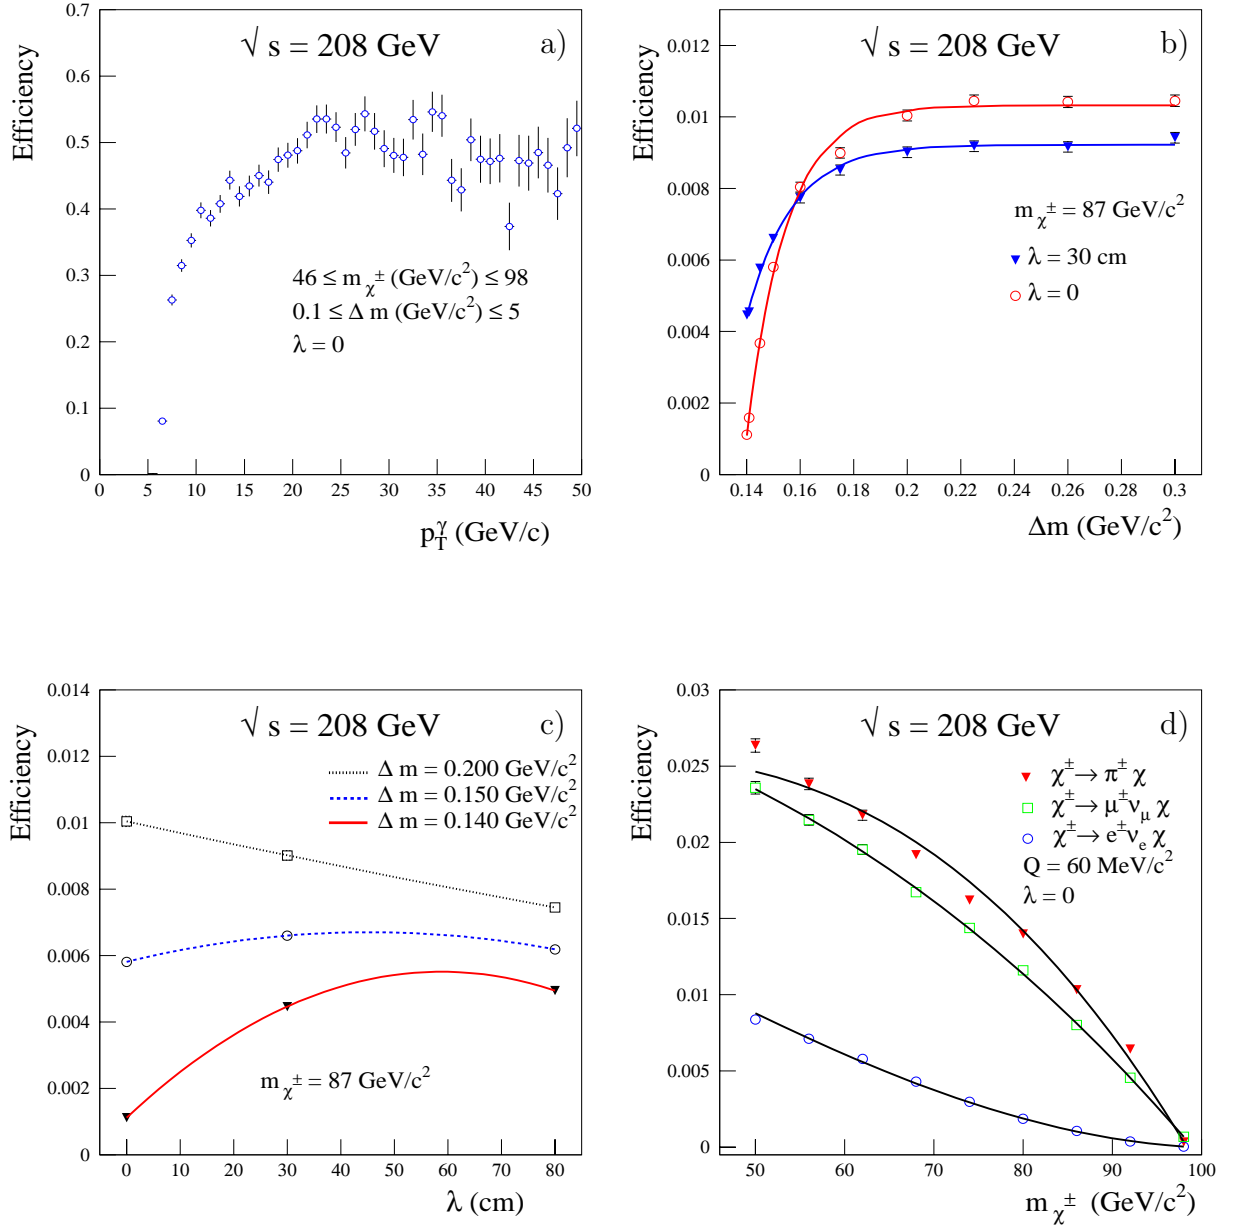 √ s = 208 GeV
a)
Efficiency
0.7
0.6
0.5
0.4
0.3
0.2
0.1
0
46 ≤ m_χ± (GeV/c²) ≤ 98
0.1 ≤ Δ m (GeV/c²) ≤ 5
λ = 0
0 5 10 15 20 25 30 35 40 45 50
p_T^γ (GeV/c)
√ s = 208 GeV
b)
Efficiency
0.012
0.01
0.008
0.006
0.004
0.002
0
m_χ± = 87 GeV/c²
λ = 30 cm
λ = 0
0.14 0.16 0.18 0.2 0.22 0.24 0.26 0.28 0.3
Δm (GeV/c²)
√ s = 208 GeV
c)
Efficiency
0.014
0.012
0.01
0.008
0.006
0.004
0.002
0
Δ m = 0.200 GeV/c²
Δ m = 0.150 GeV/c²
Δ m = 0.140 GeV/c²
m_χ± = 87 GeV/c²
0 10 20 30 40 50 60 70 80
λ (cm)
√ s = 208 GeV
d)
Efficiency
0.03
0.025
0.02
0.015
0.01
0.005
0
χ± → π± χ
χ± → μ± ν_μ χ
χ± → e± ν_e χ
Q = 60 MeV/c²
λ = 0
50 60 70 80 90 100
m_χ± (GeV/c²)